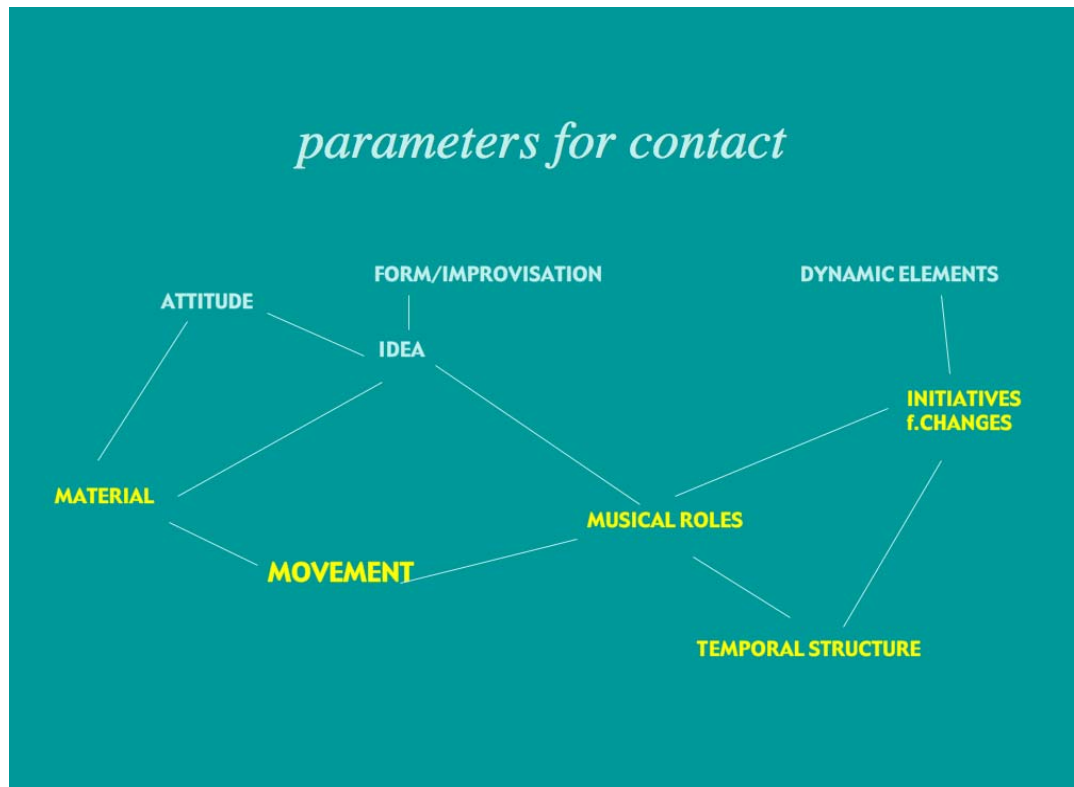 parameters for contact
FORM/IMPROVISATION
DYNAMIC ELEMENTS
ATTITUDE
IDEA
INITIATIVES
f.CHANGES
MATERIAL
MUSICAL ROLES
MOVEMENT
TEMPORAL STRUCTURE